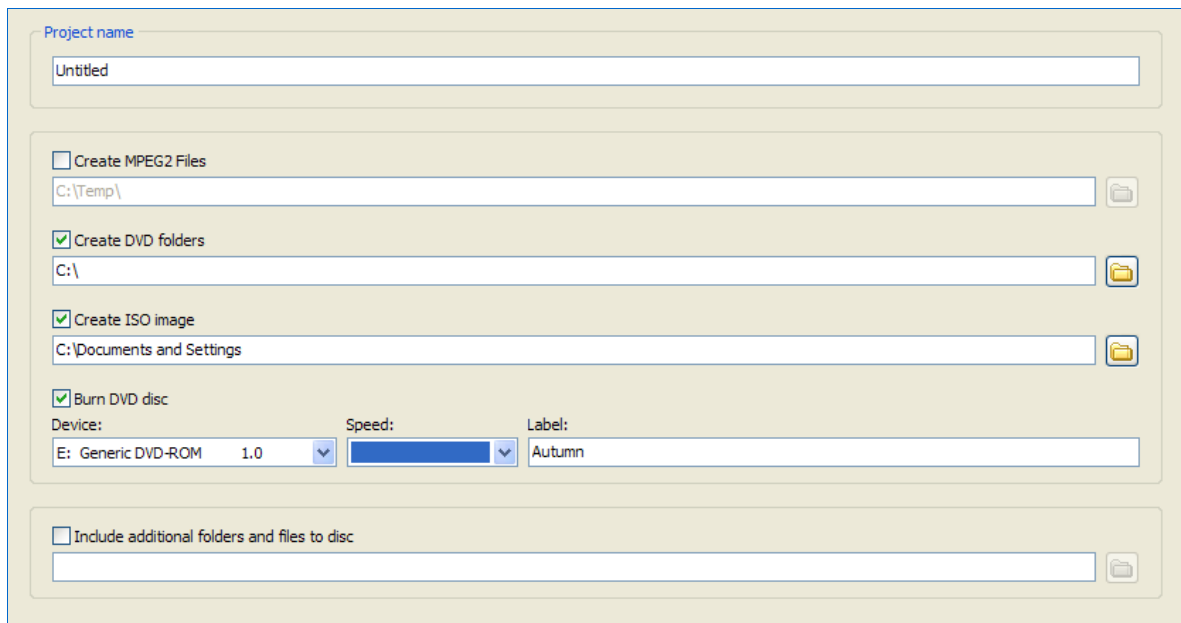 Project name
Untitled
Create MPEG2 Files
C:\Temp\
Create DVD folders
C:\
Create ISO image
C:\Documents and Settings
Burn DVD disc
Device: Speed: Label:
E: Generic DVD-ROM 1.0 Autumn
Include additional folders and files to disc